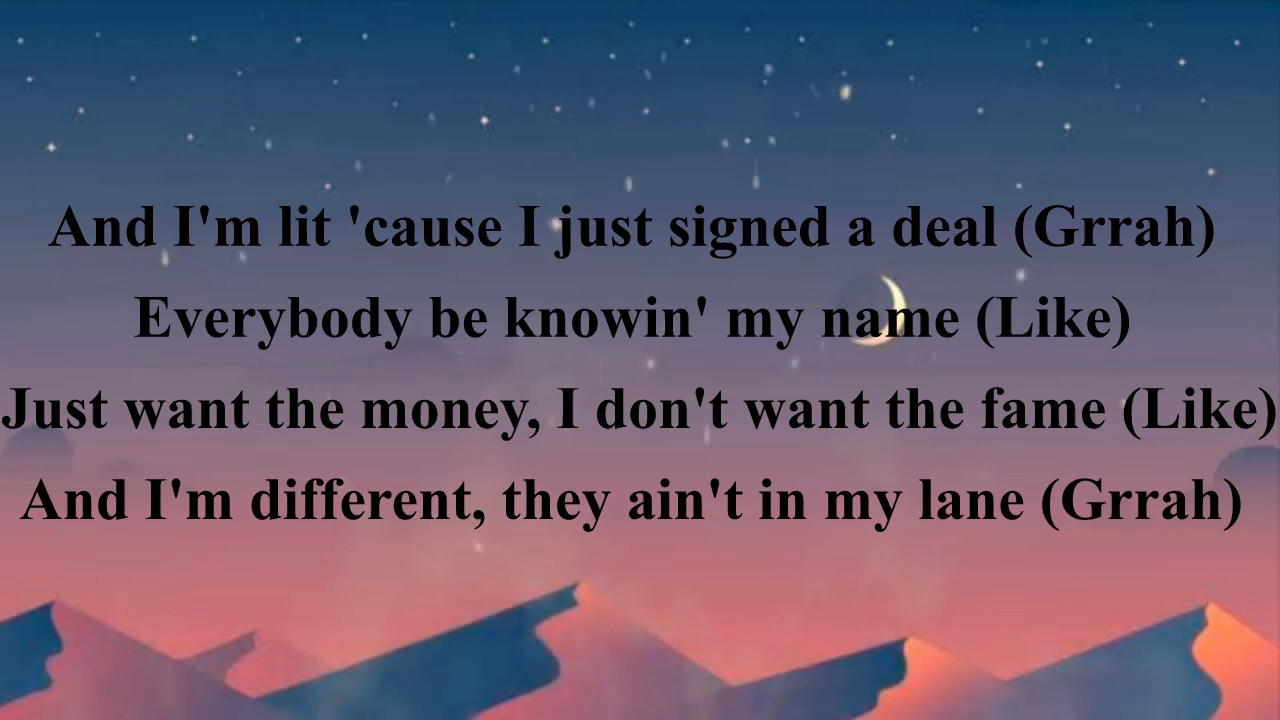 And I'm lit 'cause I just signed a deal (Grrah)
Everybody be knowin' my name (Like)
Just want the money, I don't want the fame (Like)
And I'm different, they ain't in my lane (Grrah)